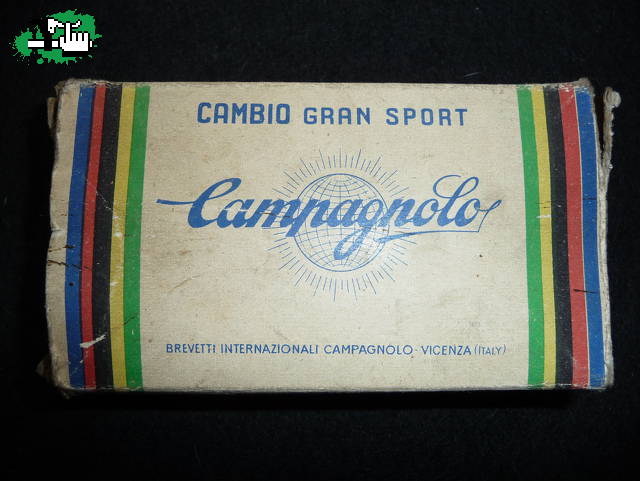 CAMBIO GRAN SPORT
Campagnolo
BREVETTI INTERNAZIONALI CAMPAGNOLO - VICENZA (ITALY)